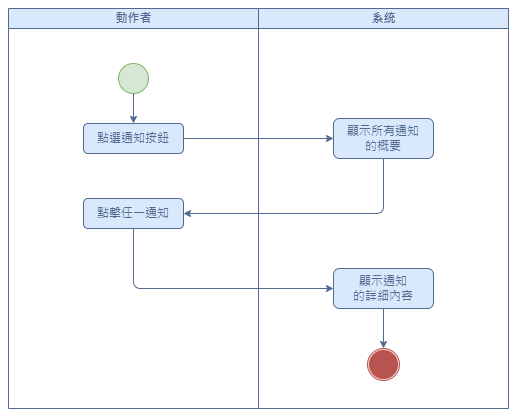 動作者
系統
點選通知按鈕
顯示所有通知
的概要
點擊任一通知
顯示通知
的詳細內容